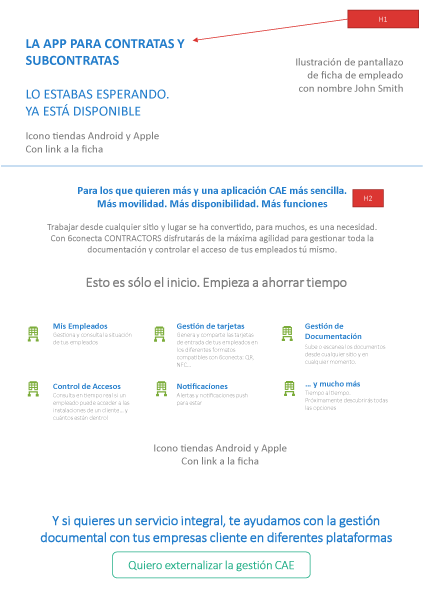 H1
LA APP PARA CONTRATAS Y
SUBCONTRATAS
LO ESTABAS ESPERANDO.
YA ESTÁ DISPONIBLE
Icono tiendas Android y Apple
Con link a la ficha
Ilustración de pantallazo
de ficha de empleado
con nombre John Smith
Para los que quieren más y una aplicación CAE más sencilla.
Más movilidad. Más disponibilidad. Más funciones
H2
Trabajar desde cualquier sitio y lugar se ha convertido, para muchos, es una necesidad.
Con 6conecta CONTRACTORS disfrutarás de la máxima agilidad para gestionar toda la
documentación y controlar el acceso de tus empleados tú mismo.
Esto es sólo el inicio. Empieza a ahorrar tiempo
Mis Empleados
Gestiona y consulta la situación
de tus empleados
Gestión de tarjetas
Genera y comparte las tarjetas
de entrada de tus empleados en
los diferentes formatos
compatibles con 6conecta: QR,
NFC...
Gestión de
Documentación
Sube o escanea los documentos
desde cualquier sitio y en
cualquier momento.
Control de Accesos
Consulta en tiempo real si un
empleado puede acceder a las
instalaciones de un cliente... y
cuántos están dentro!
Notificaciones
Alertas y notificaciones push
para estar
... y mucho más
Tiempo al tiempo.
Próximamente descubrirás todas
las opciones
Icono tiendas Android y Apple
Con link a la ficha
Y si quieres un servicio integral, te ayudamos con la gestión
documental con tus empresas cliente en diferentes plataformas
Quiero externalizar la gestión CAE